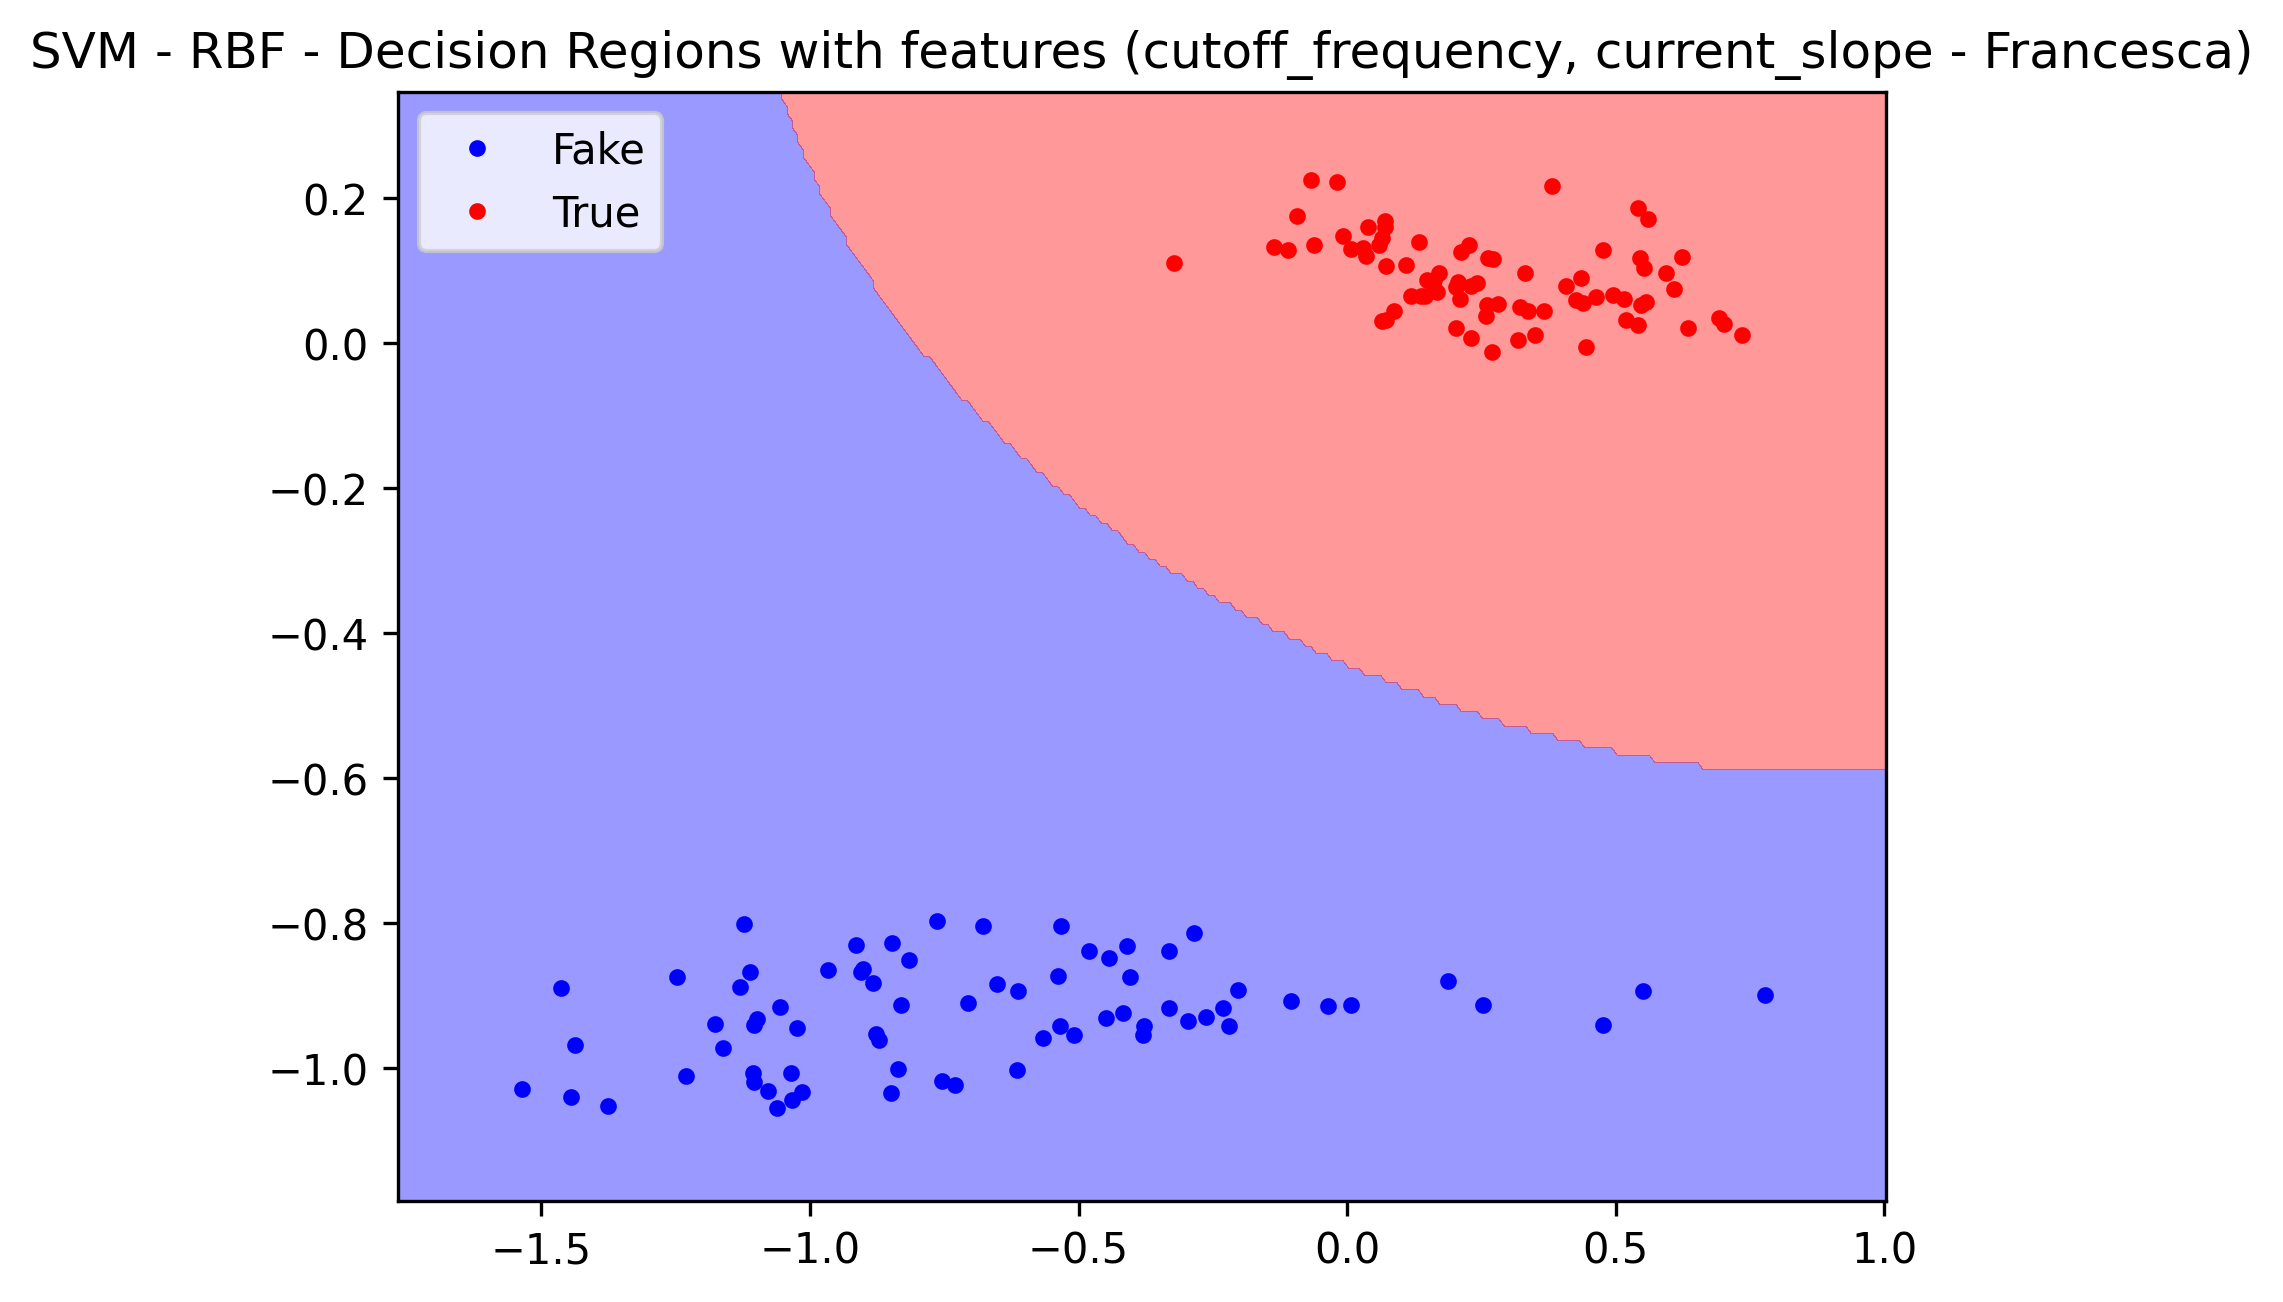 SVM - RBF - Decision Regions with features (cutoff_frequency, current_slope - Francesca)
Fake
True
0.2
0.0
−0.2
−0.4
−0.6
−0.8
−1.0
−1.5 −1.0 −0.5 0.0 0.5 1.0